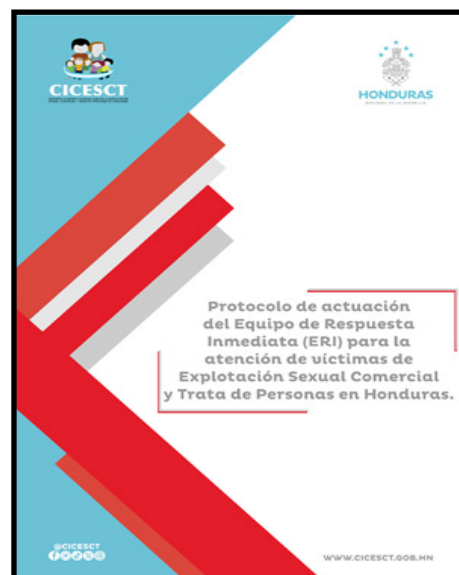 CICESCT
HONDURAS
Protocolo de actuación
del Equipo de Respuesta
Inmediata (ERI) para la
atención de víctimas de
Explotación Sexual Comercial
y Trata de Personas en Honduras.
@CICESCT
WWW.CICESCT.GOB.HN